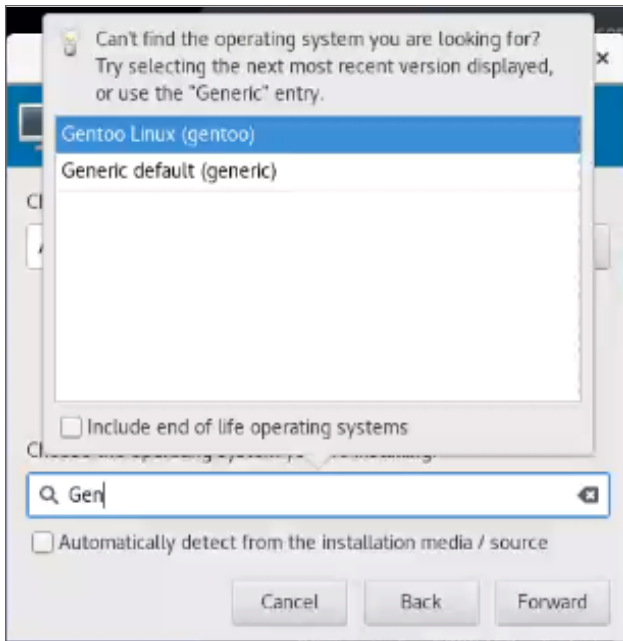 Can't find the operating system you are looking for?
Try selecting the next most recent version displayed,
or use the "Generic" entry.
Gentoo Linux (gentoo)
Generic default (generic)
Include end of life operating systems
Gen
Automatically detect from the installation media / source
Cancel
Back
Forward